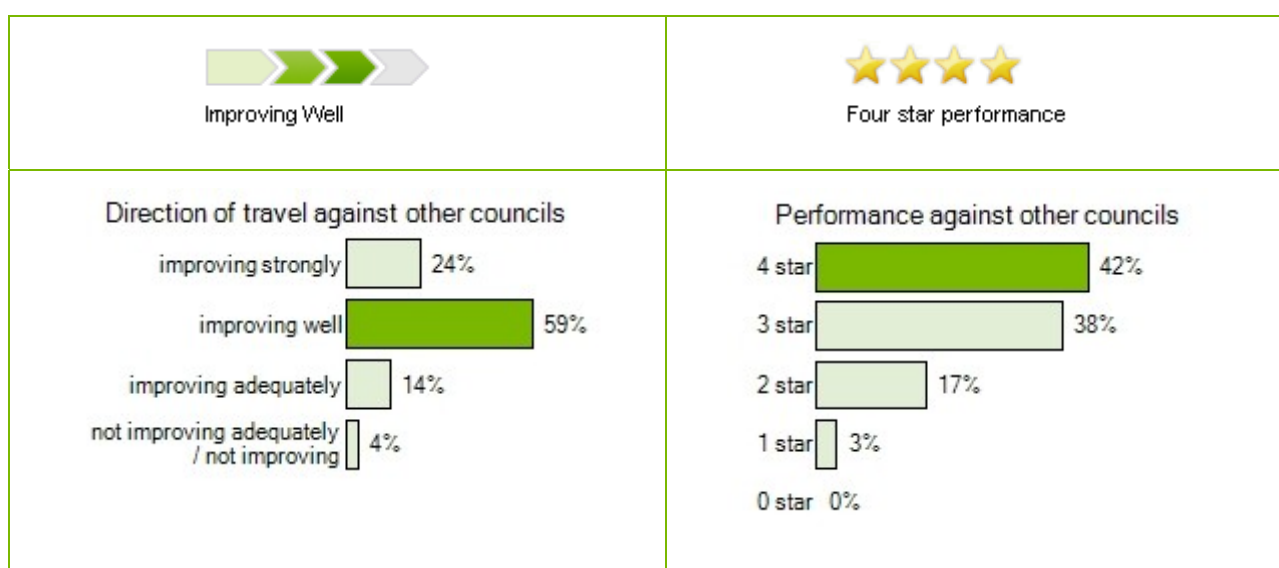 Improving Well
Four star performance
Direction of travel against other councils
improving strongly 24%
improving well 59%
improving adequately 14%
not improving adequately
/ not improving 4%
Performance against other councils
4 star 42%
3 star 38%
2 star 17%
1 star 3%
0 star 0%